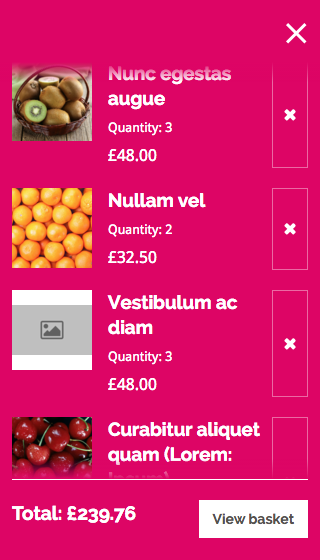 Nunc egestas
augue
Quantity: 3
£48.00
Nullam vel
Quantity: 2
£32.50
Vestibulum ac
diam
Quantity: 3
£48.00
Curabitur aliquet
quam (Lorem:
Total: £239.76
View basket